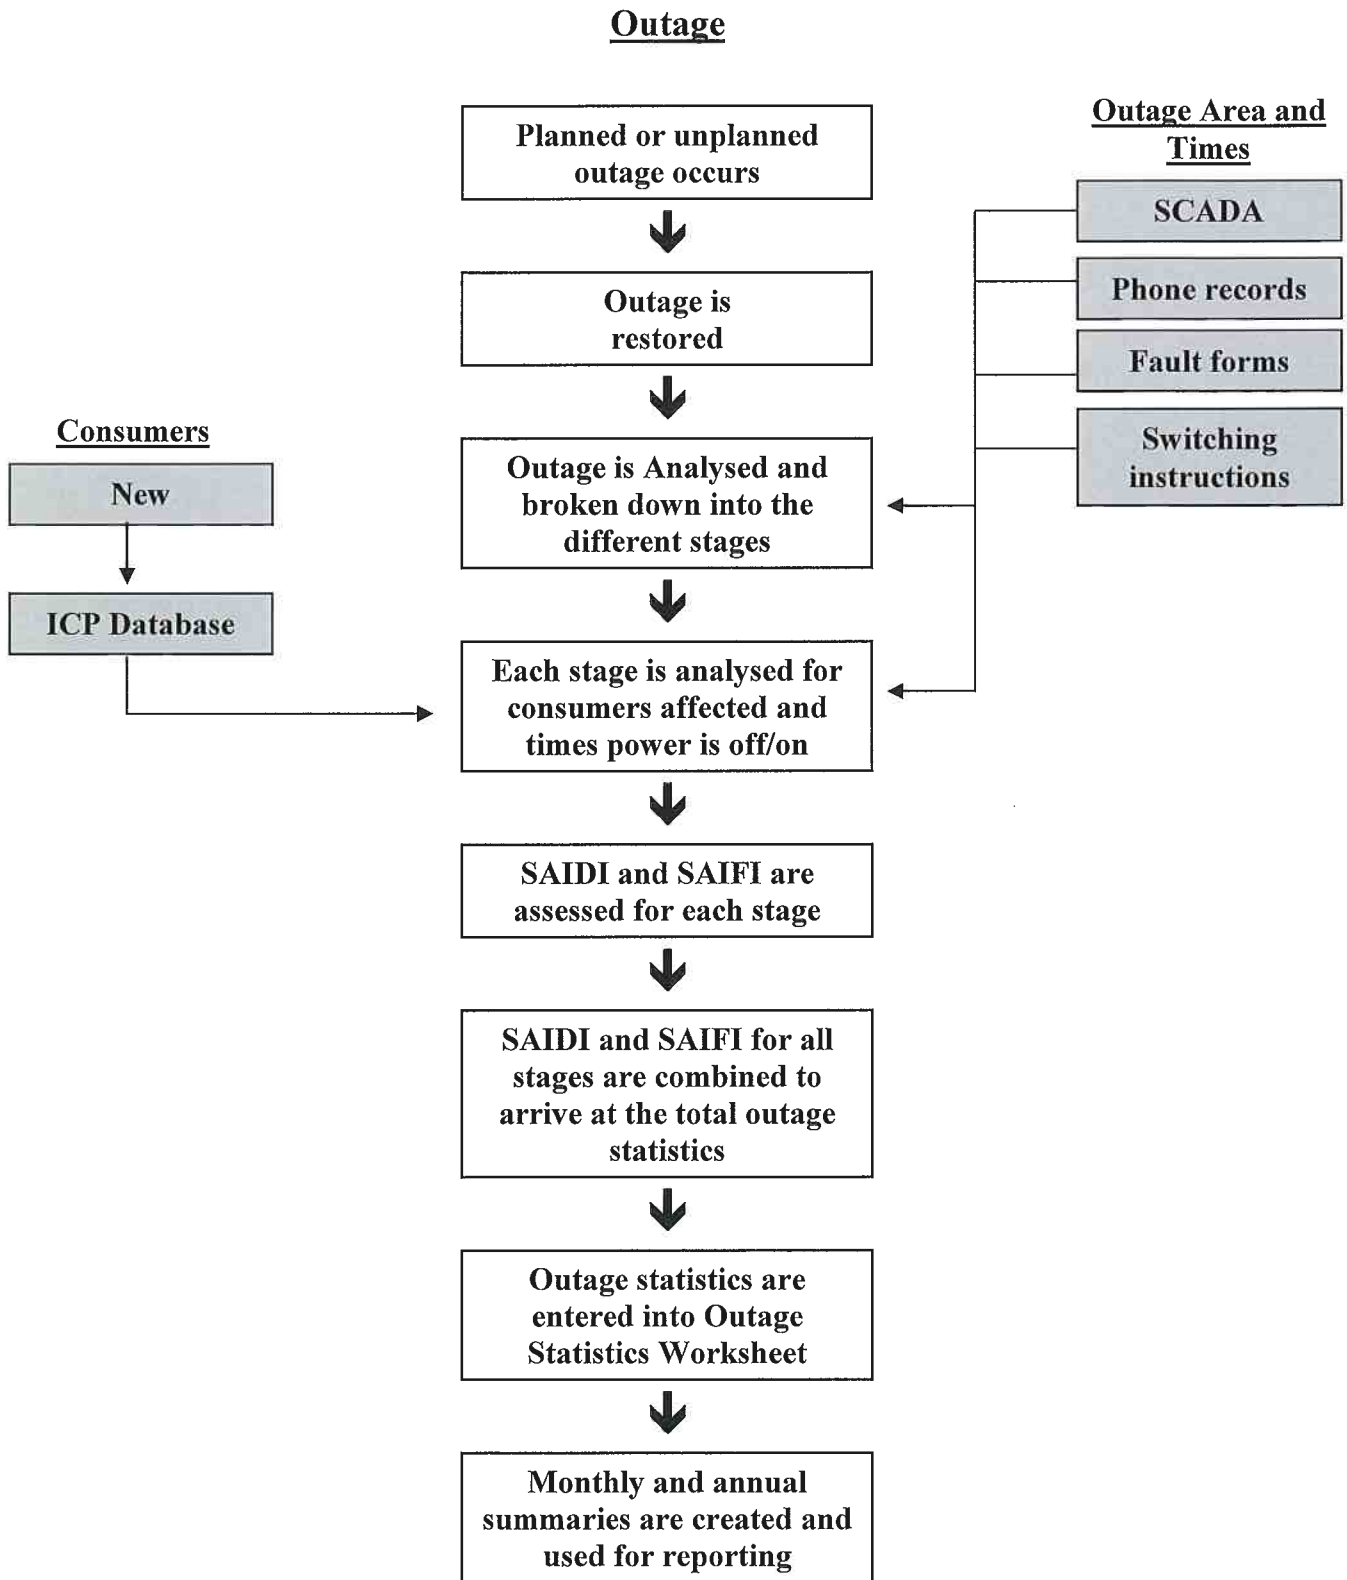 Outage
Planned or unplanned
outage occurs
Outage is
restored
Outage is Analysed and
broken down into the
different stages
Each stage is analysed for
consumers affected and
times power is off/on
SAIDI and SAIFI are
assessed for each stage
SAIDI and SAIFI for all
stages are combined to
arrive at the total outage
statistics
Outage statistics are
entered into Outage
Statistics Worksheet
Monthly and annual
summaries are created and
used for reporting
Consumers
New
ICP Database
Outage Area and
Times
SCADA
Phone records
Fault forms
Switching
instructions